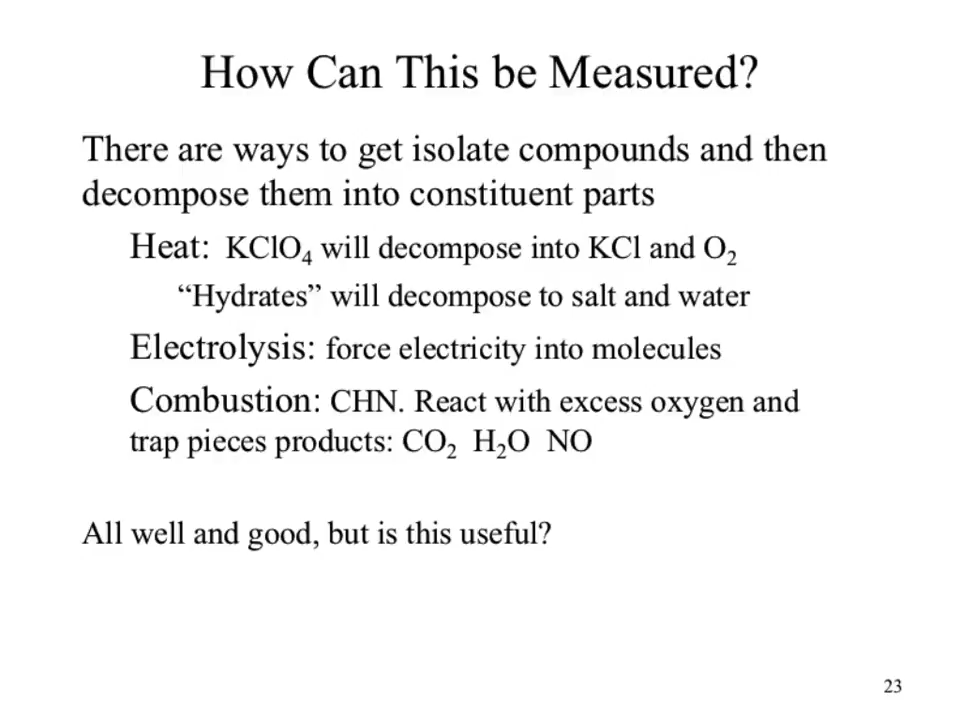 How Can This be Measured?
There are ways to get isolate compounds and then
decompose them into constituent parts
Heat: KClO₄ will decompose into KCl and O₂
“Hydrates” will decompose to salt and water
Electrolysis: force electricity into molecules
Combustion: CHN. React with excess oxygen and
trap pieces products: CO₂ H₂O NO
All well and good, but is this useful?
23